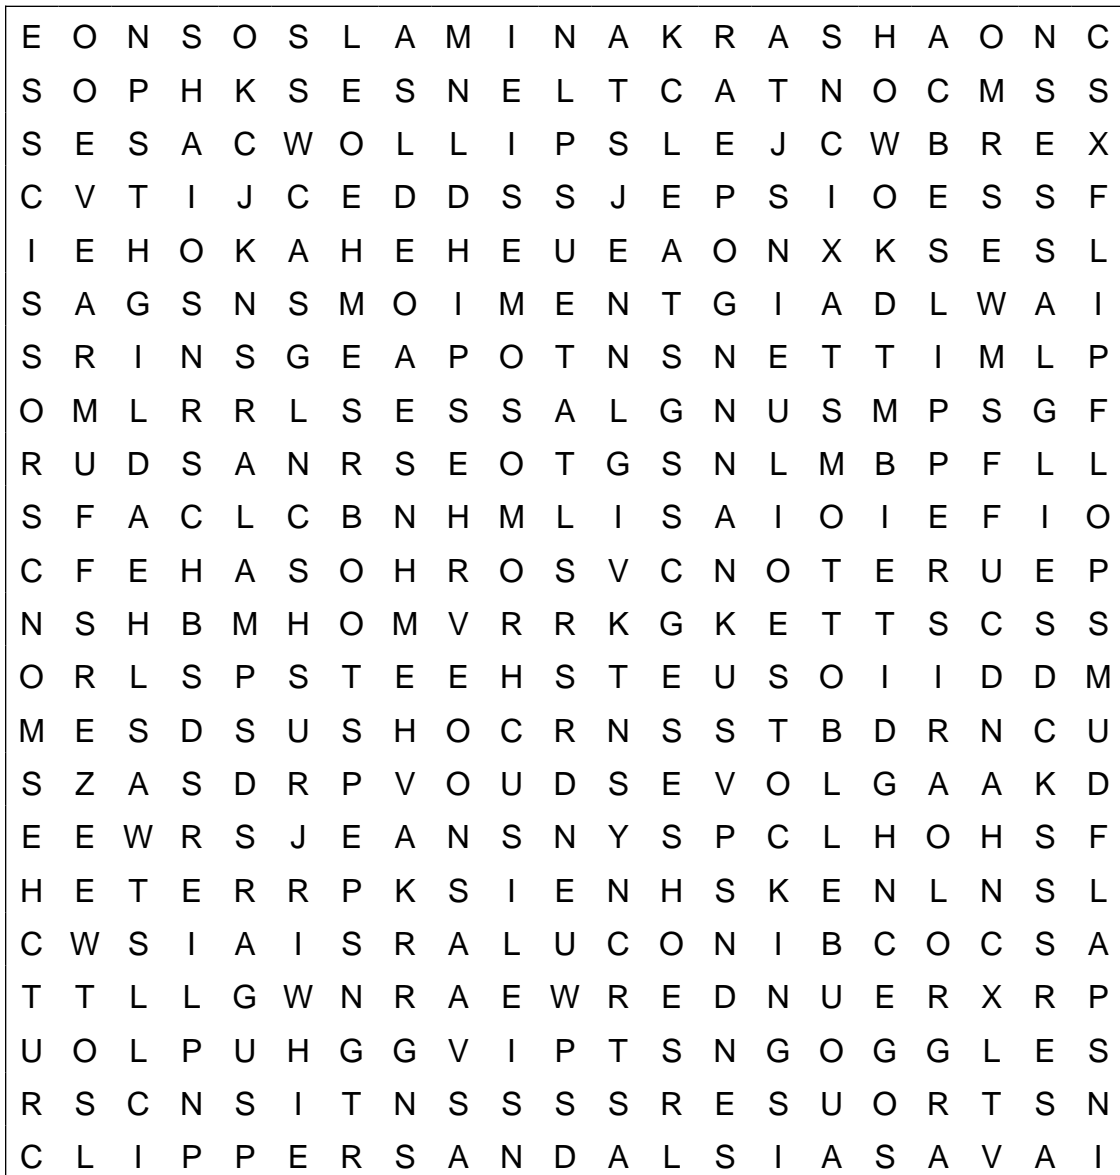 E O N S O S L A M I N A K R A S H A O N C
S O P H K S E S N E L T C A T N O C M S S
S E S A C W O L L I P S L E J C W B R E X
C V T I J C E D D S S J E P S I O E S S F
I E H O K A H E H E U E A O N X K S E S L
S A G S N S M O I M E N T G I A D L W A I
S R I N S G E A P O T N S N E T T I M L P
O M L R R L S E S S A L G N U S M P S G F
R U D S A N R S E O T G S N L M B P F L L
S F A C L C B N H M L I S A I O I E F I O
C F E H A S O H R O S V C N O T E R U E P
N S H B M H O M V R R K G K E T T S C S S
O R L S P S T E E H S T E U S O I I D D M
M E S D S U S H O C R N S S T B D R N C U
S Z A S D R P V O U D S E V O L G A A K D
E E W R S J E A N S N Y S P C L H O H S F
H E T E R R P K S I E N H S K E N L N S L
C W S I A I S R A L U C O N I B C O C S A
T T L L G W N R A E W R E D N U E R X R P
U O L P U H G G V I P T S N G O G G L E S
R S C N S I T N S S S S R E S U O R T S N
C L I P P E R S A N D A L S I A S A V A I